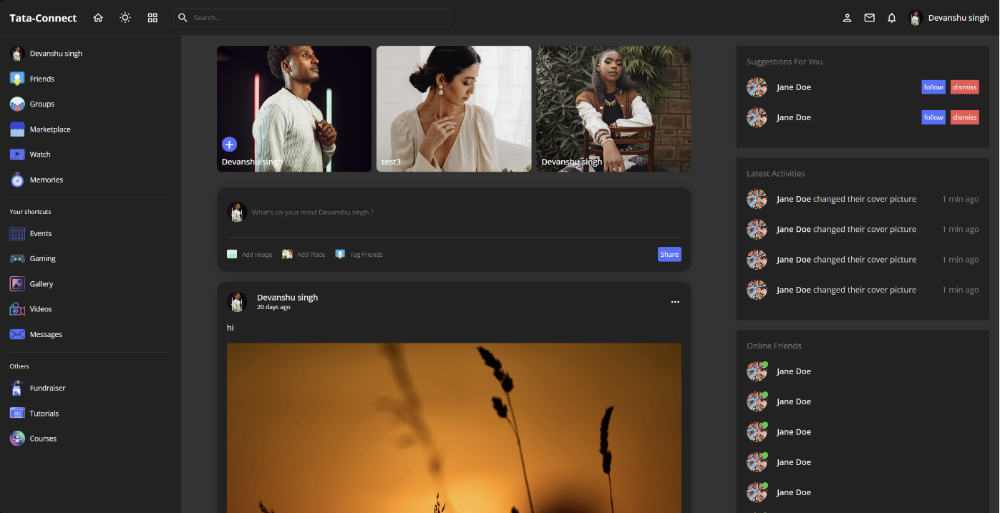 Tata-Connect
Search...
Devanshu singh
Devanshu singh
Friends
Groups
Marketplace
Watch
Memories
Your shortcuts
Events
Gaming
Gallery
Videos
Messages
Others
Fundraiser
Tutorials
Courses
Devanshu singh
test3
Devanshu singh
What's on your mind Devanshu singh ?
Add Image
Add Place
Tag Friends
Share
Devanshu singh
20 days ago
hi
Suggestions For You
Jane Doe follow dismiss
Jane Doe follow dismiss
Latest Activities
Jane Doe changed their cover picture 1 min ago
Jane Doe changed their cover picture 1 min ago
Jane Doe changed their cover picture 1 min ago
Jane Doe changed their cover picture 1 min ago
Online Friends
Jane Doe
Jane Doe
Jane Doe
Jane Doe
Jane Doe